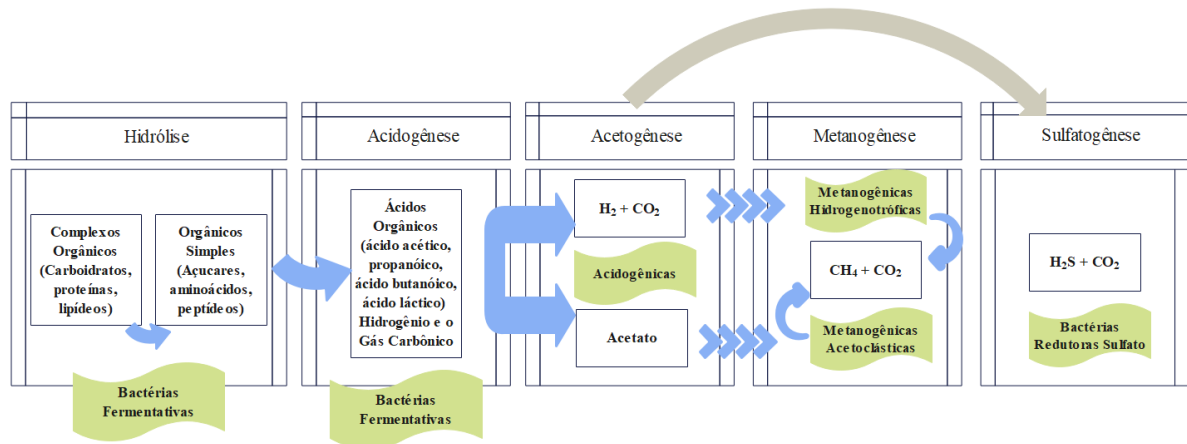 Hidrólise
Complexos
Orgânicos
(Carboidratos,
proteínas,
lipídeos)
Orgânicos
Simples
(Açucares,
aminoácidos,
peptídeos)
Bactérias
Fermentativas
Acidogênese
Ácidos
Orgânicos
(ácido acético,
propanóico,
ácido butanóico,
ácido láctico)
Hidrogênio e o
Gás Carbônico
Bactérias
Fermentativas
Acetogênese
H₂ + CO₂
Acidogênicas
Acetato
Metanogênese
Metanogênicas
Hidrogenotróficas
CH₄ + CO₂
Metanogênicas
Acetoclásticas
Sulfatogênese
H₂S + CO₂
Bactérias
Redutoras Sulfato